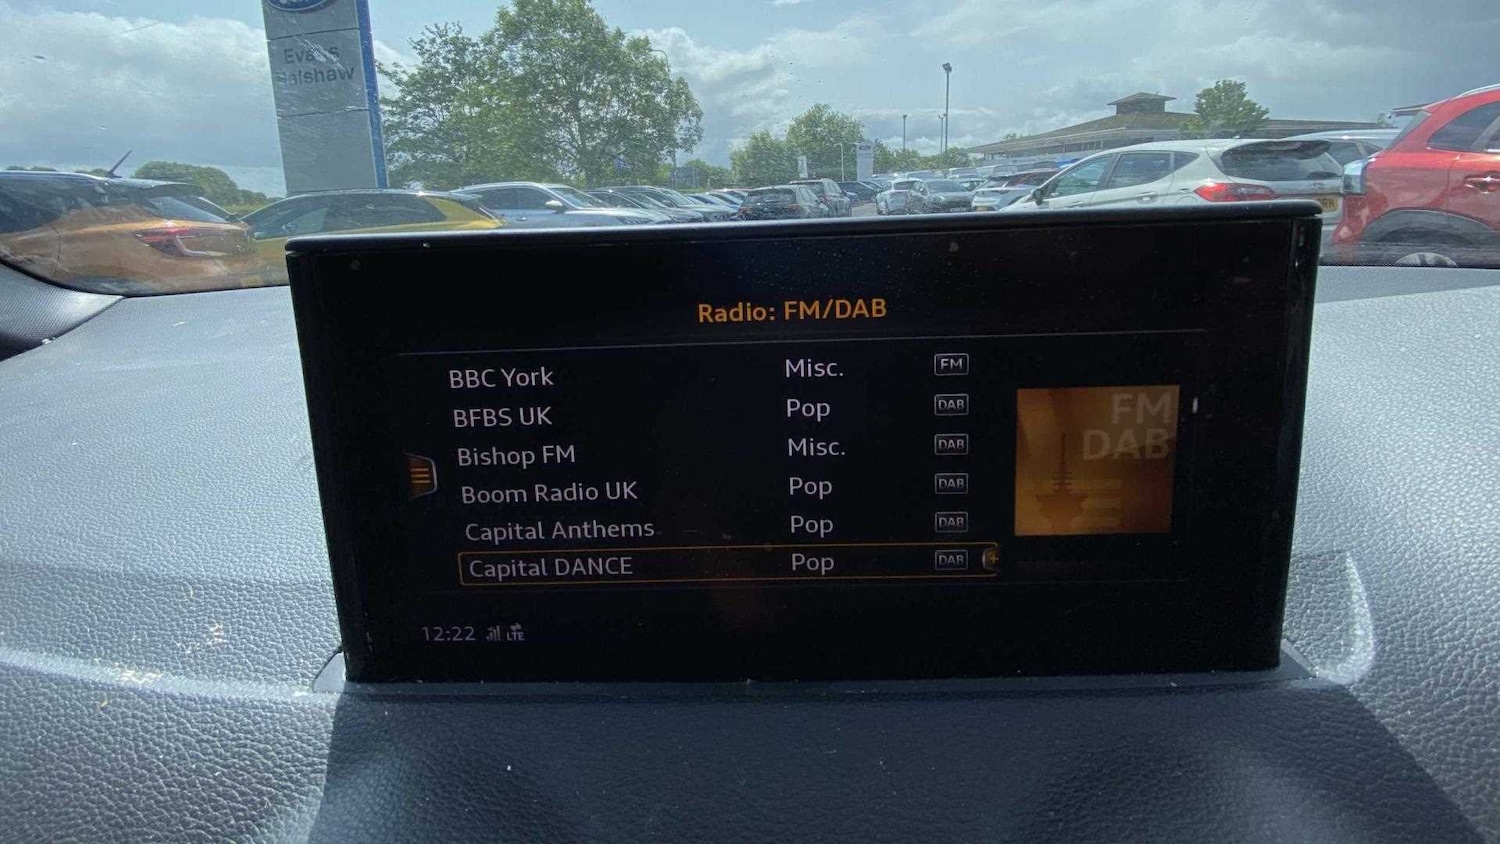 Evans
Halshaw
Radio: FM/DAB
BBC York Misc. FM
BFBS UK Pop DAB
Bishop FM Misc. DAB
Boom Radio UK Pop DAB
Capital Anthems Pop DAB
Capital DANCE Pop DAB
FM
DAB
12:22 LTE